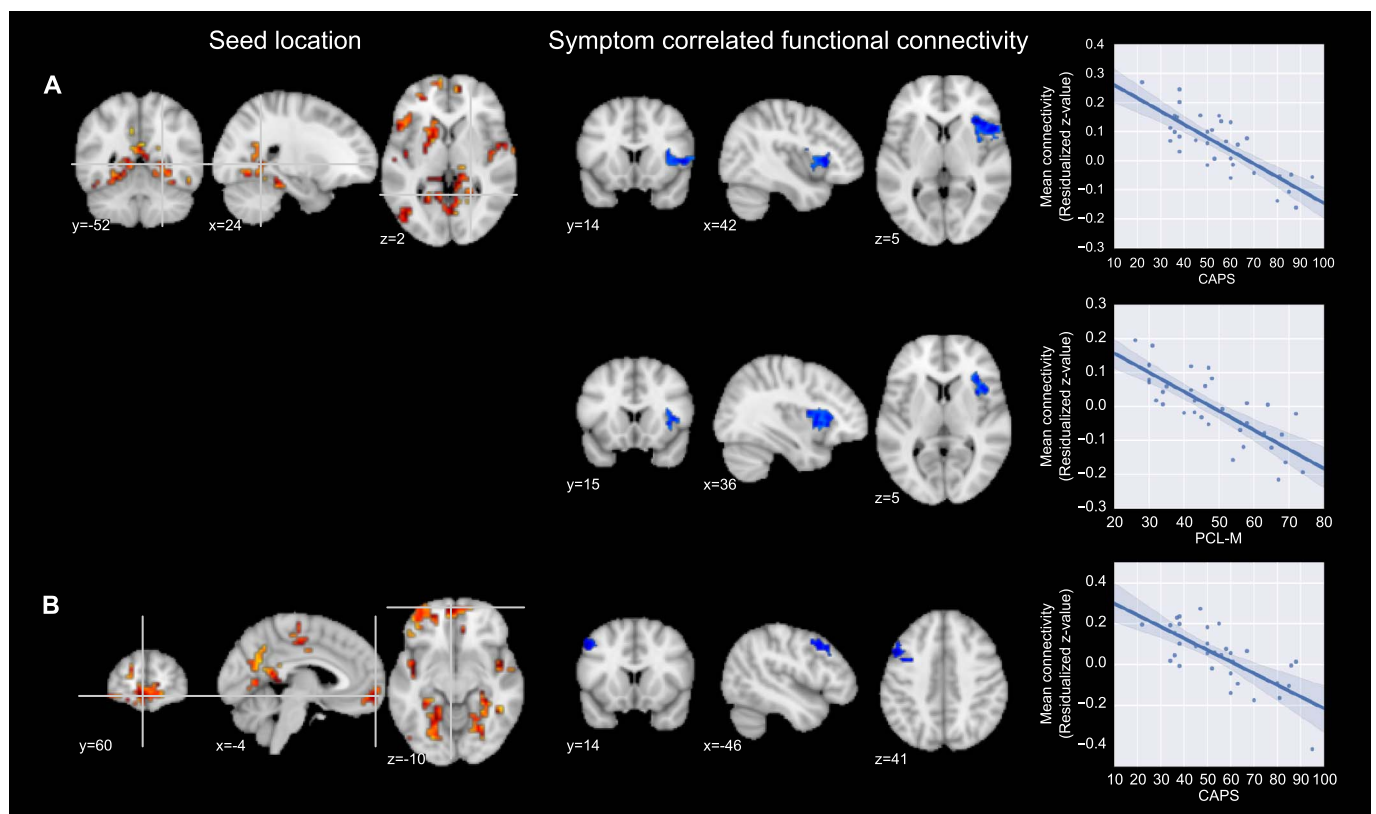 Seed location
Symptom correlated functional connectivity
A
y=-52
x=24
z=2
y=14
x=42
z=5
Mean connectivity
(Residualized z-value)
0.4
0.3
0.2
0.1
0.0
−0.1
−0.2
−0.3
10 20 30 40 50 60 70 80 90 100
CAPS
y=15
x=36
z=5
Mean connectivity
(Residualized z-value)
0.3
0.2
0.1
0.0
−0.1
−0.2
−0.3
20 30 40 50 60 70 80
PCL-M
B
y=60
x=-4
z=-10
y=14
x=-46
z=41
Mean connectivity
(Residualized z-value)
0.4
0.2
0.0
−0.2
−0.4
10 20 30 40 50 60 70 80 90 100
CAPS